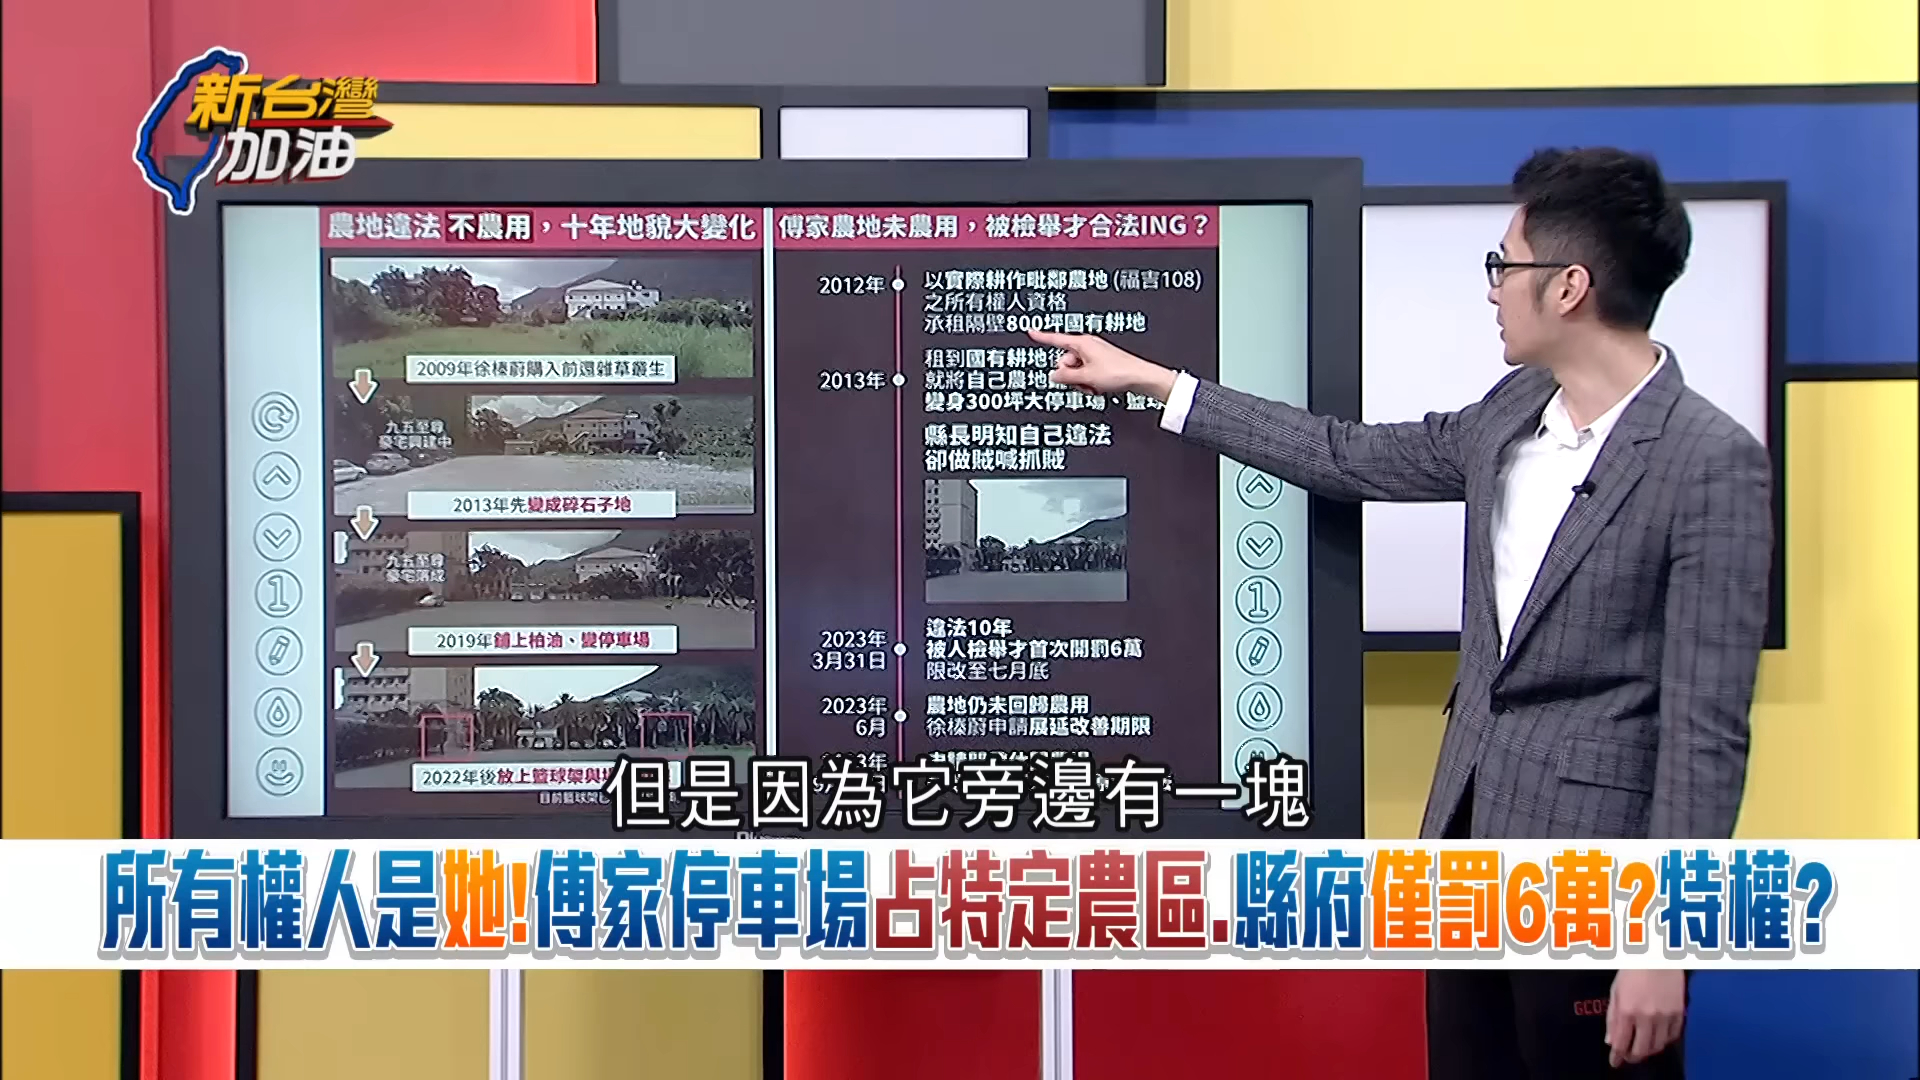 新台灣
加油
農地違法 不農用，十年地貌大變化
2009年徐榛蔚購入前還雜草叢生
九五至尊
豪宅興建中
2013年先變成碎石子地
九五至尊
豪宅落成
2019年鋪上柏油、變停車場
2022年後放上籃球架與
傅家農地未農用，被檢舉才合法ING？
2012年
以實際耕作毗鄰農地(福吉108)
之所有權人資格
承租隔壁800坪國有耕地
2013年
租到國有耕地後
就將自己農地
變身300坪大停車場、籃球
縣長明知自己違法
卻做賊喊抓賊
2023年
3月31日
違法10年
被人檢舉才首次開罰6萬
限改至七月底
2023年
6月
農地仍未回歸農用
徐榛蔚申請展延改善期限
但是因為它旁邊有一塊
所有權人是她!傅家停車場占特定農區.縣府僅罰6萬?特權?